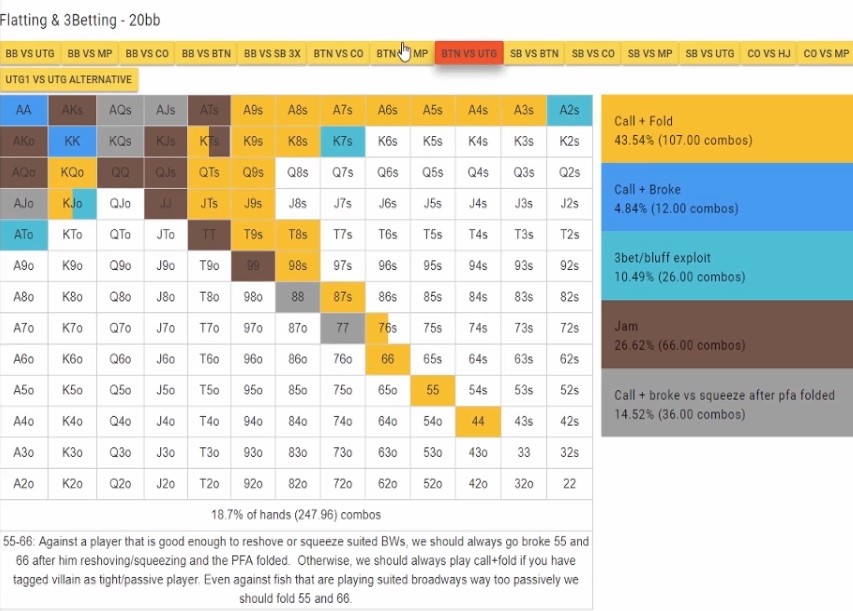 Flatting & 3Betting - 20bb
BB VS UTG BB VS MP BB VS CO BB VS BTN BB VS SB 3X BTN VS CO BTN MP BTN VS UTG SB VS BTN SB VS CO SB VS MP SB VS UTG CO VS HJ CO VS MP
UTG1 VS UTG ALTERNATIVE
AA AKs AQs AJs ATs A9s A8s A7s A6s A5s A4s A3s A2s
AKo KK KQs KJs KTs K9s K8s K7s K6s K5s K4s K3s K2s
AQo KQo QQ QJs QTs Q9s Q8s Q7s Q6s Q5s Q4s Q3s Q2s
AJo KJo QJo JJ JTs J9s J8s J7s J6s J5s J4s J3s J2s
ATo KTo QTo JTo TT T9s T8s T7s T6s T5s T4s T3s T2s
A9o K9o Q9o J9o T9o 99 98s 97s 96s 95s 94s 93s 92s
A8o K8o Q8o J8o T8o 98o 88 87s 86s 85s 84s 83s 82s
A7o K7o Q7o J7o T7o 97o 87o 77 76s 75s 74s 73s 72s
A6o K6o Q6o J6o T6o 96o 86o 76o 66 65s 64s 63s 62s
A5o K5o Q5o J5o T5o 95o 85o 75o 65o 55 54s 53s 52s
A4o K4o Q4o J4o T4o 94o 84o 74o 64o 54o 44 43s 42s
A3o K3o Q3o J3o T3o 93o 83o 73o 63o 53o 43o 33 32s
A2o K2o Q2o J2o T2o 92o 82o 72o 62o 52o 42o 32o 22
18.7% of hands (247.96) combos
55-66: Against a player that is good enough to reshove or squeeze suited BWs, we should always go broke 55 and
66 after him reshoving/squeezing and the PFA folded. Otherwise, we should always play call+fold if you have
tagged villain as tight/passive player. Even against fish that are playing suited broadways way too passively we
should fold 55 and 66.
Call + Fold
43.54% (107.00 combos)
Call + Broke
4.84% (12.00 combos)
3bet/bluff exploit
10.49% (26.00 combos)
Jam
26.62% (66.00 combos)
Call + broke vs squeeze after pfa folded
14.52% (36.00 combos)